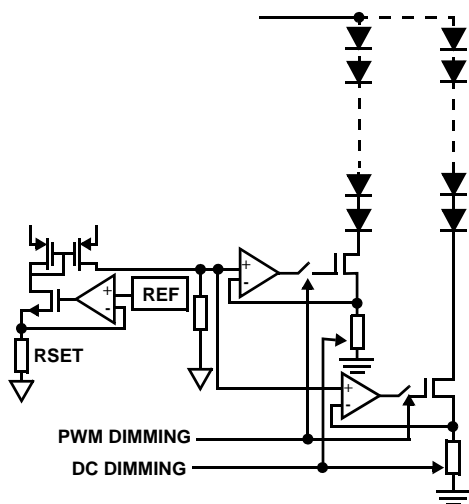 +
-
+
-
REF
RSET
+
-
PWM DIMMING
DC DIMMING